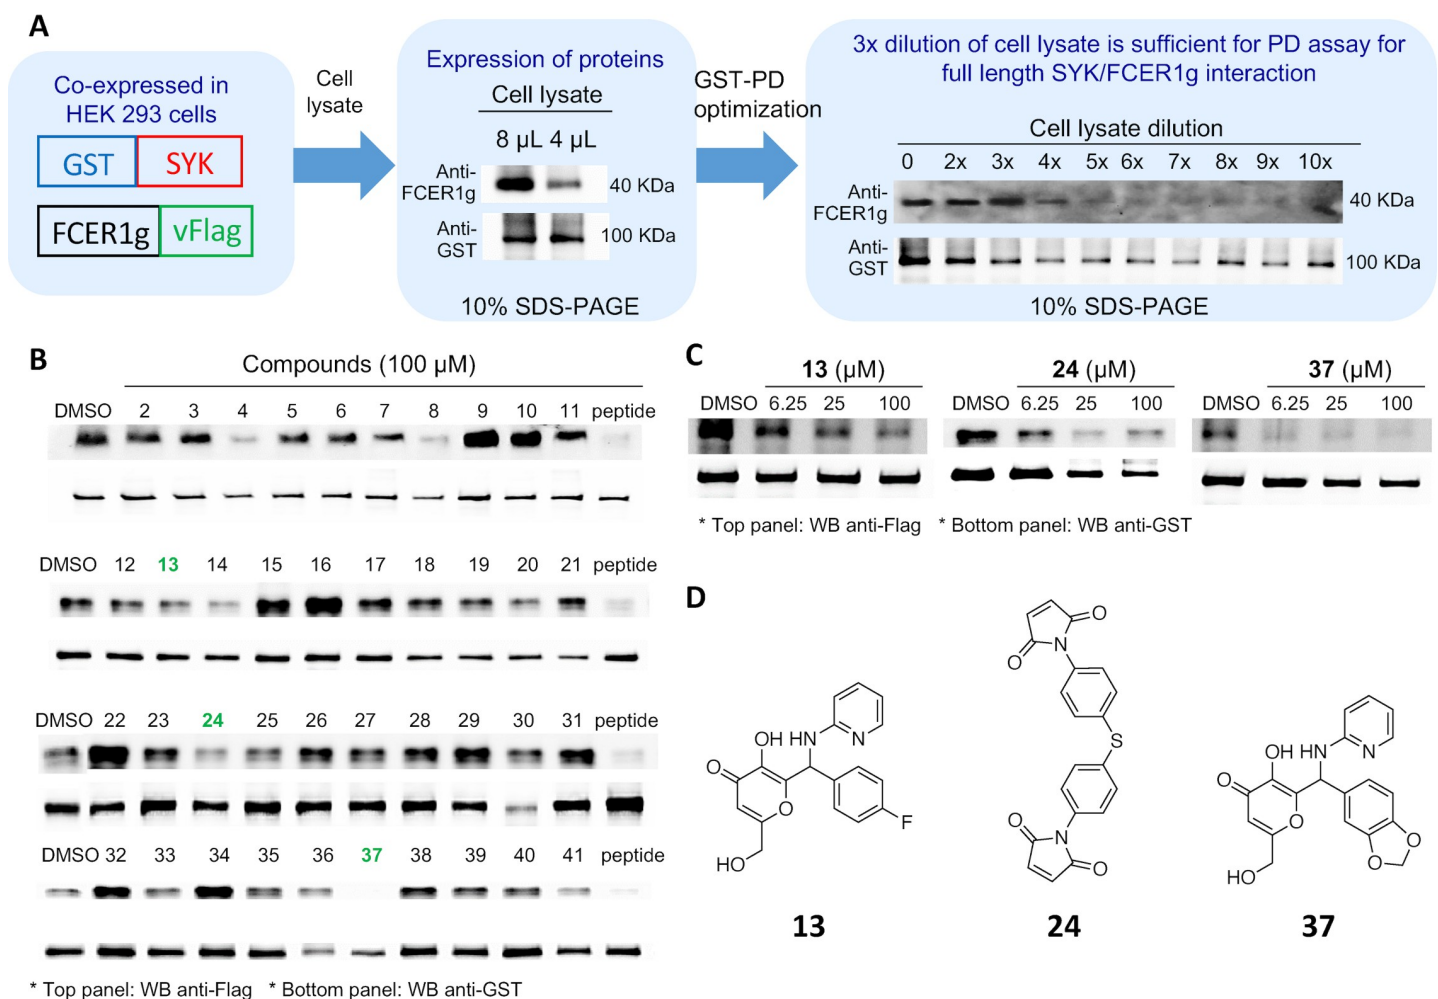 A
Co-expressed in
HEK 293 cells
GST SYK
FCER1g vFlag
Cell
lysate
Expression of proteins
Cell lysate
8 µL 4 µL
Anti-
FCER1g
40 KDa
Anti-
GST
100 KDa
10% SDS-PAGE
GST-PD
optimization
3x dilution of cell lysate is sufficient for PD assay for
full length SYK/FCER1g interaction
Cell lysate dilution
0 2x 3x 4x 5x 6x 7x 8x 9x 10x
Anti-
FCER1g
40 KDa
Anti-
GST
100 KDa
10% SDS-PAGE
B
Compounds (100 µM)
DMSO 2 3 4 5 6 7 8 9 10 11 peptide
DMSO 12 13 14 15 16 17 18 19 20 21 peptide
DMSO 22 23 24 25 26 27 28 29 30 31 peptide
DMSO 32 33 34 35 36 37 38 39 40 41 peptide
* Top panel: WB anti-Flag * Bottom panel: WB anti-GST
C
13 (µM)
DMSO 6.25 25 100
24 (µM)
DMSO 6.25 25 100
37 (µM)
DMSO 6.25 25 100
* Top panel: WB anti-Flag * Bottom panel: WB anti-GST
D
OH HN N
O
O
F
HO
13
O
N
O
S
O
N
O
24
OH HN N
O
O
O
O
HO
37